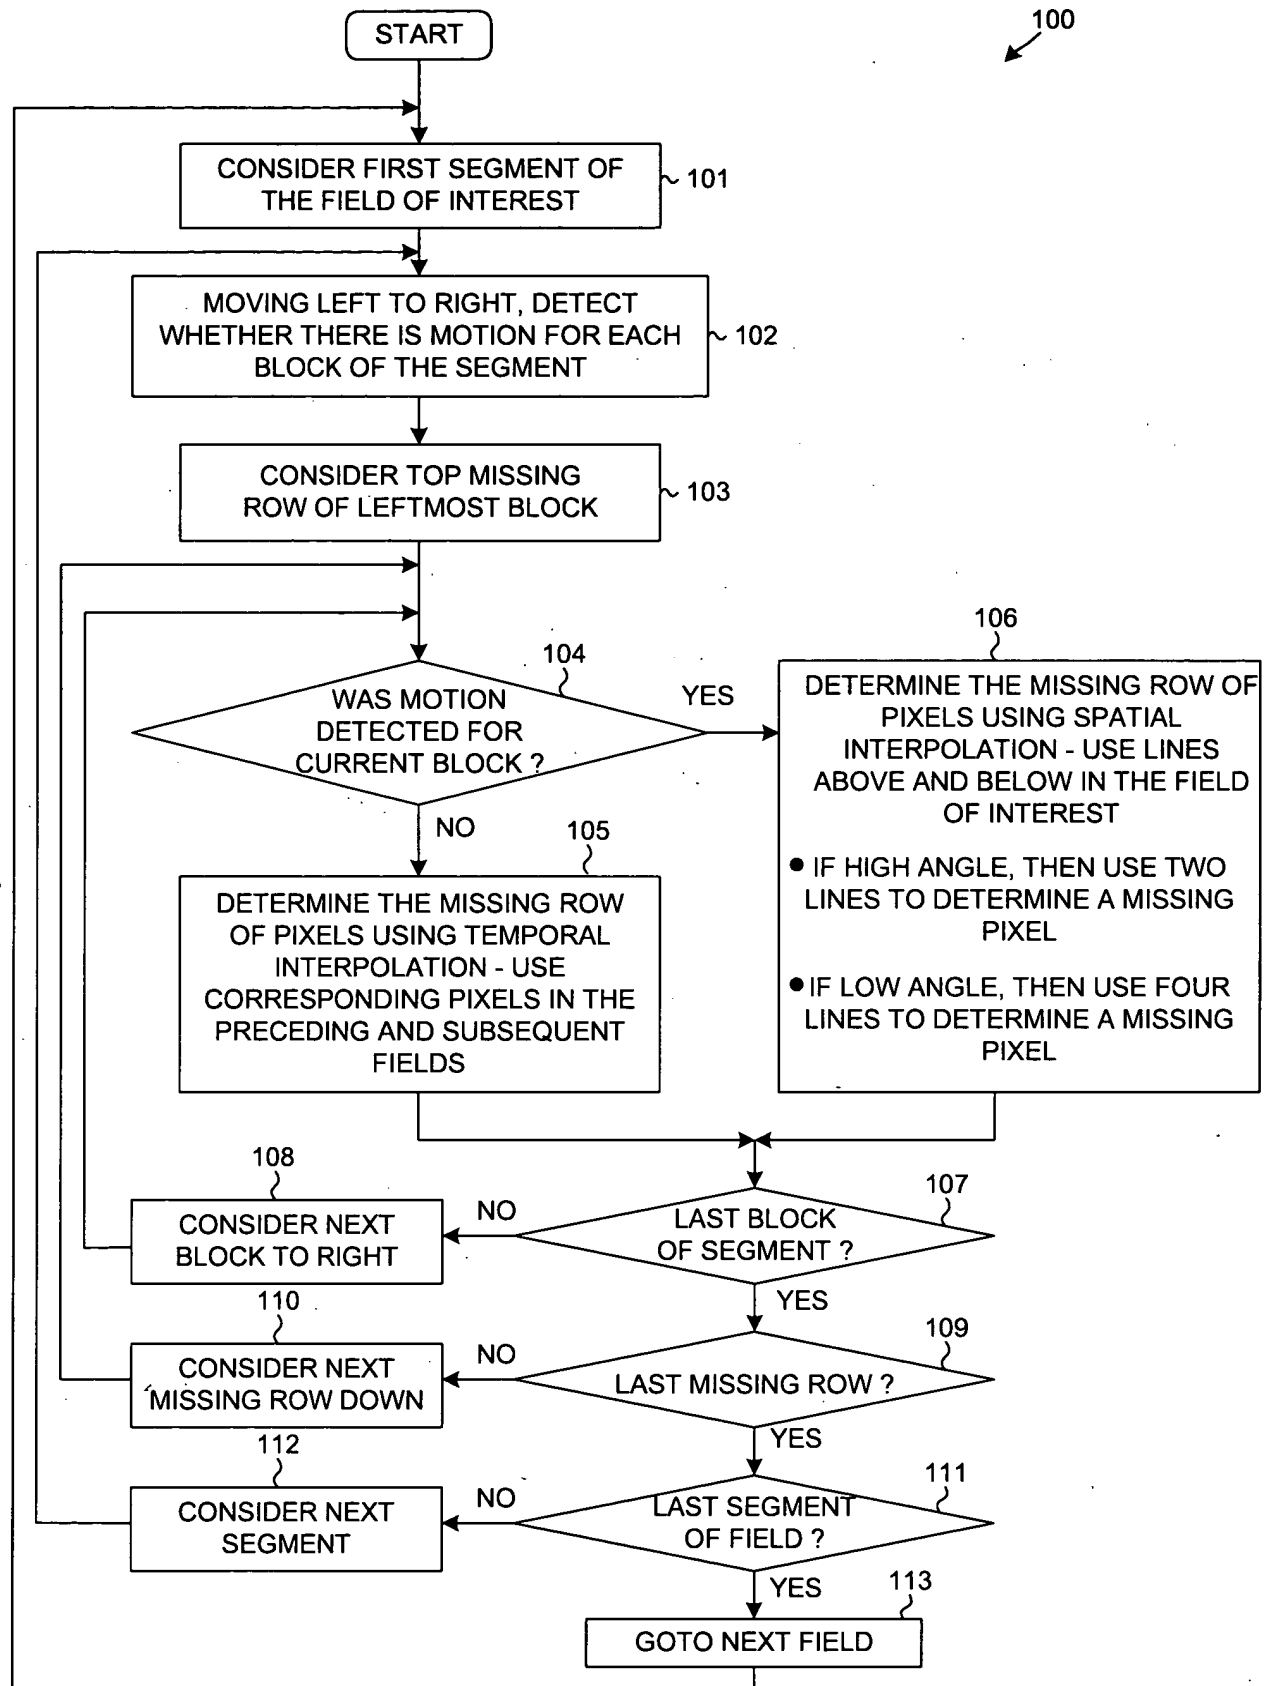 START
100
CONSIDER FIRST SEGMENT OF
THE FIELD OF INTEREST
101
MOVING LEFT TO RIGHT, DETECT
WHETHER THERE IS MOTION FOR EACH
BLOCK OF THE SEGMENT
102
CONSIDER TOP MISSING
ROW OF LEFTMOST BLOCK
103
104
WAS MOTION
DETECTED FOR
CURRENT BLOCK ?
YES
NO
106
DETERMINE THE MISSING ROW OF
PIXELS USING SPATIAL
INTERPOLATION - USE LINES
ABOVE AND BELOW IN THE FIELD
OF INTEREST
● IF HIGH ANGLE, THEN USE TWO
LINES TO DETERMINE A MISSING
PIXEL
● IF LOW ANGLE, THEN USE FOUR
LINES TO DETERMINE A MISSING
PIXEL
105
DETERMINE THE MISSING ROW
OF PIXELS USING TEMPORAL
INTERPOLATION - USE
CORRESPONDING PIXELS IN THE
PRECEDING AND SUBSEQUENT
FIELDS
107
LAST BLOCK
OF SEGMENT ?
NO
YES
108
CONSIDER NEXT
BLOCK TO RIGHT
109
LAST MISSING ROW ?
NO
YES
110
CONSIDER NEXT
MISSING ROW DOWN
111
LAST SEGMENT
OF FIELD ?
NO
YES
112
CONSIDER NEXT
SEGMENT
113
GOTO NEXT FIELD